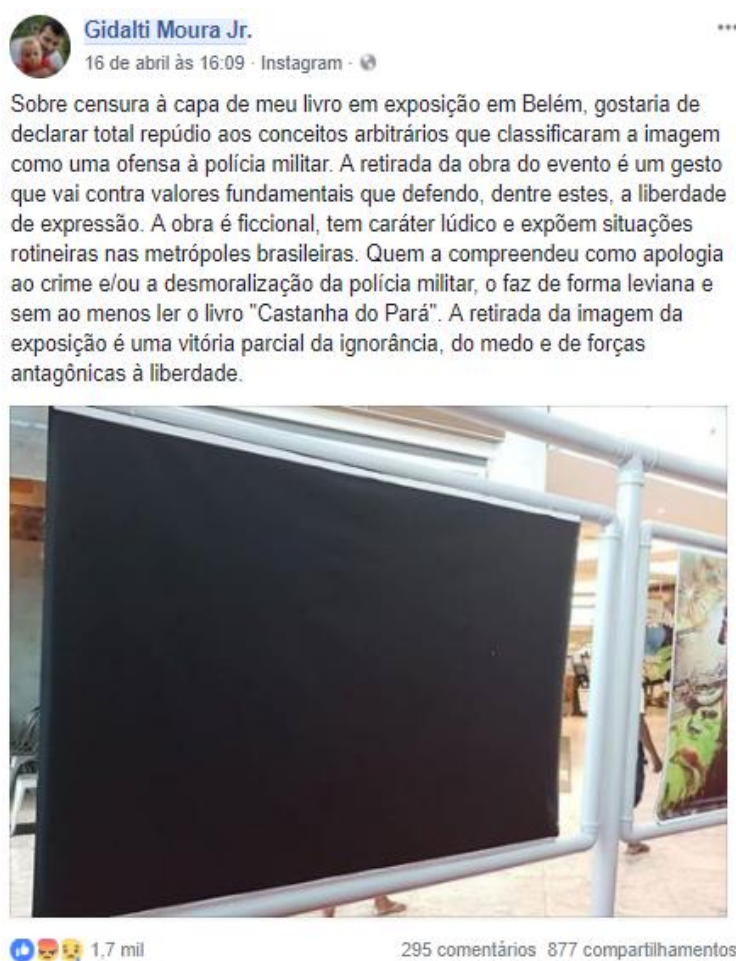 Gidalti Moura Jr.
16 de abril às 16:09 · Instagram ·
Sobre censura à capa de meu livro em exposição em Belém, gostaria de
declarar total repúdio aos conceitos arbitrários que classificaram a imagem
como uma ofensa à polícia militar. A retirada da obra do evento é um gesto
que vai contra valores fundamentais que defendo, dentre estes, a liberdade
de expressão. A obra é ficcional, tem caráter lúdico e expõem situações
rotineiras nas metrópoles brasileiras. Quem a compreendeu como apologia
ao crime e/ou a desmoralização da polícia militar, o faz de forma leviana e
sem ao menos ler o livro "Castanha do Pará". A retirada da imagem da
exposição é uma vitória parcial da ignorância, do medo e de forças
antagônicas à liberdade.
1,7 mil 295 comentários 877 compartilhamentos